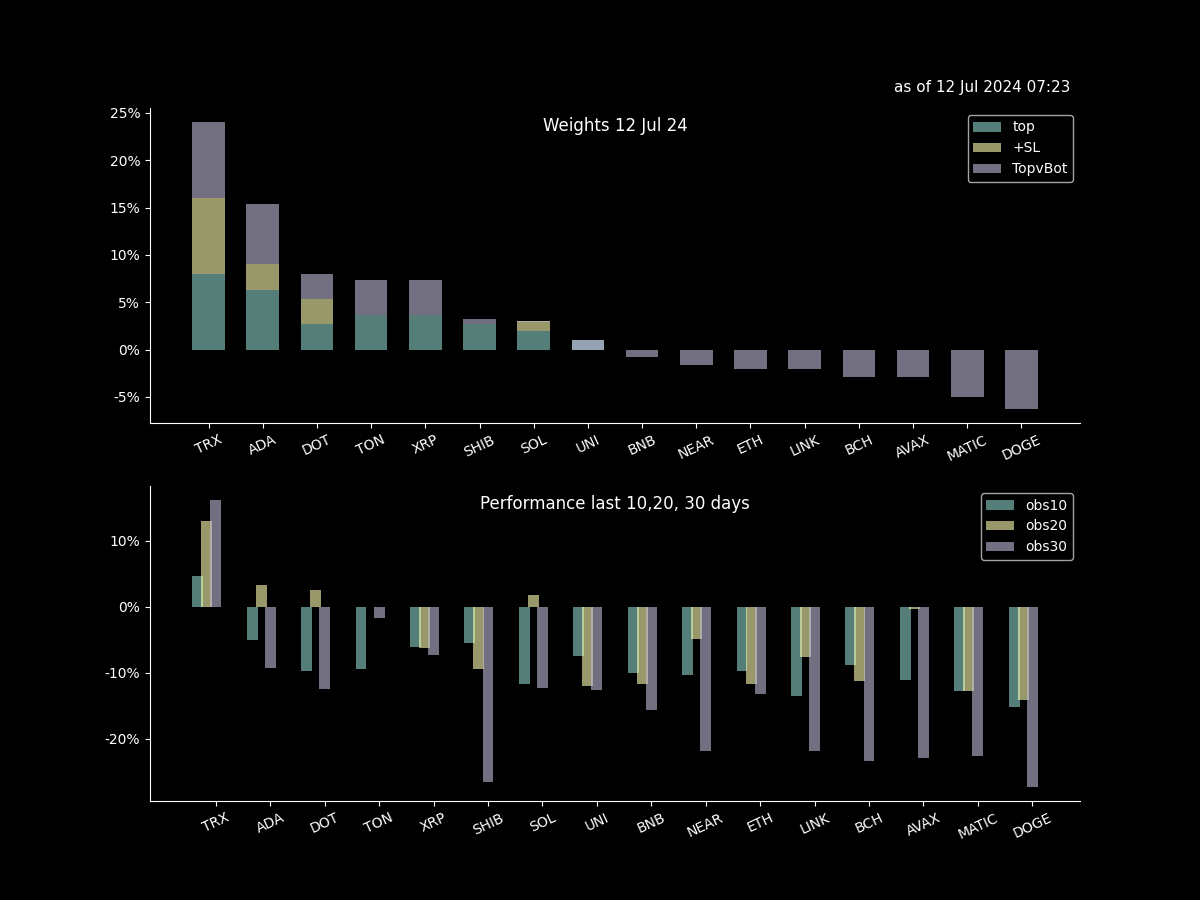 as of 12 Jul 2024 07:23
Weights 12 Jul 24
top
+SL
TopvBot
25%
20%
15%
10%
5%
0%
-5%
TRX ADA DOT TON XRP SHIB SOL UNI BNB NEAR ETH LINK BCH AVAX MATIC DOGE
Performance last 10,20, 30 days
obs10
obs20
obs30
10%
0%
-10%
-20%
TRX ADA DOT TON XRP SHIB SOL UNI BNB NEAR ETH LINK BCH AVAX MATIC DOGE